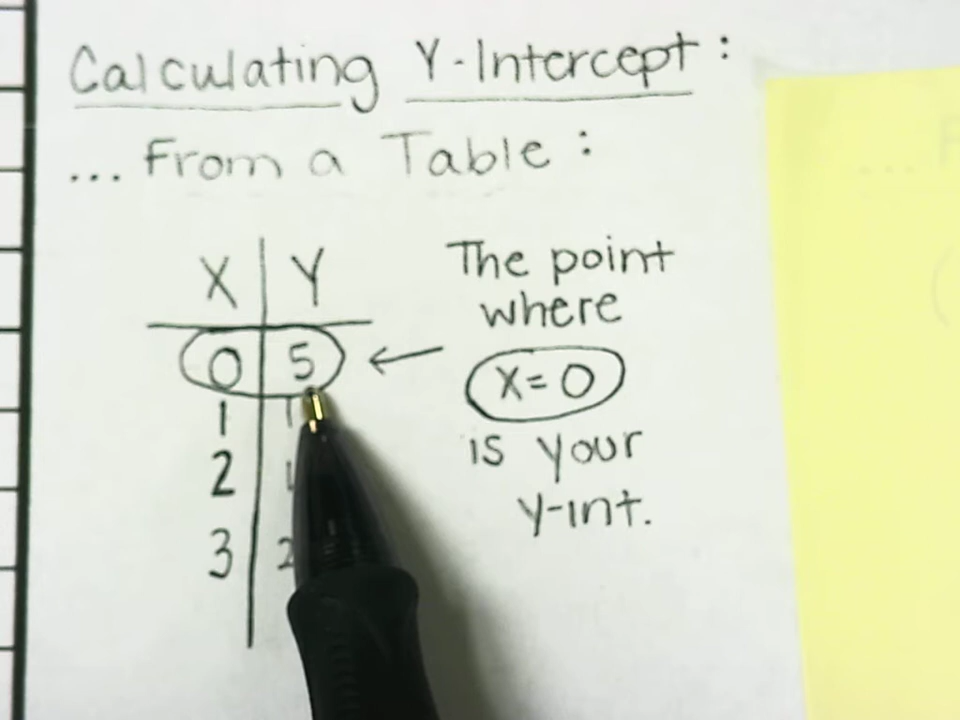 Calculating Y-Intercept:
... From a Table:
X Y
0 5
1
2
3
The point
where
X=0
is your
y-int.